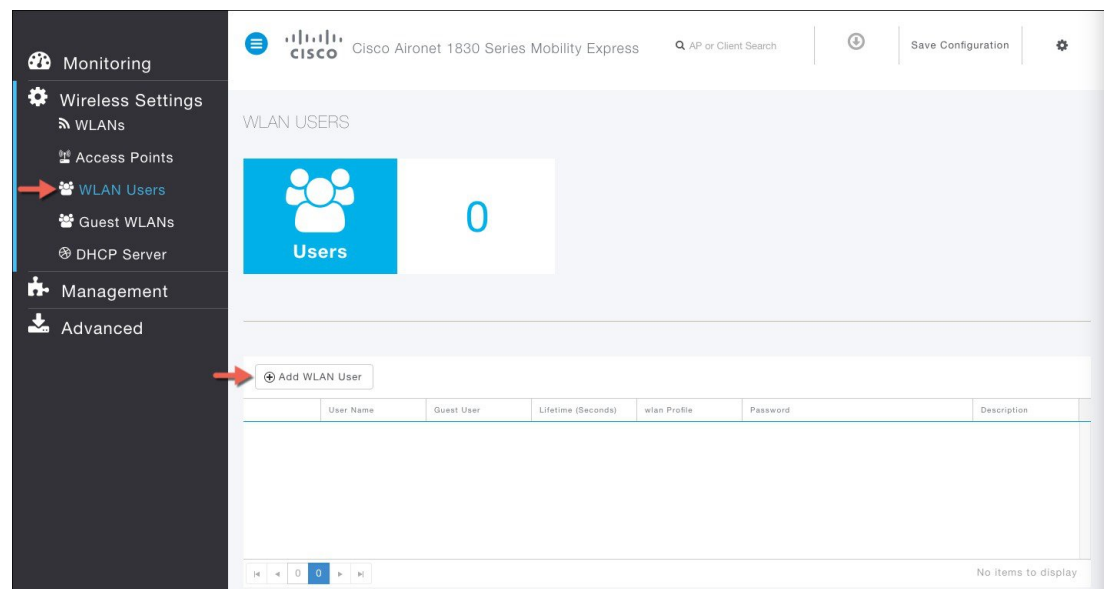 Monitoring
Wireless Settings
WLANs
Access Points
WLAN Users
Guest WLANs
DHCP Server
Management
Advanced
CISCO Cisco Aironet 1830 Series Mobility Express AP or Client Search Save Configuration
WLAN USERS
Users
0
Add WLAN User
User Name Guest User Lifetime (Seconds) wlan Profile Password Description
0 0 No items to display